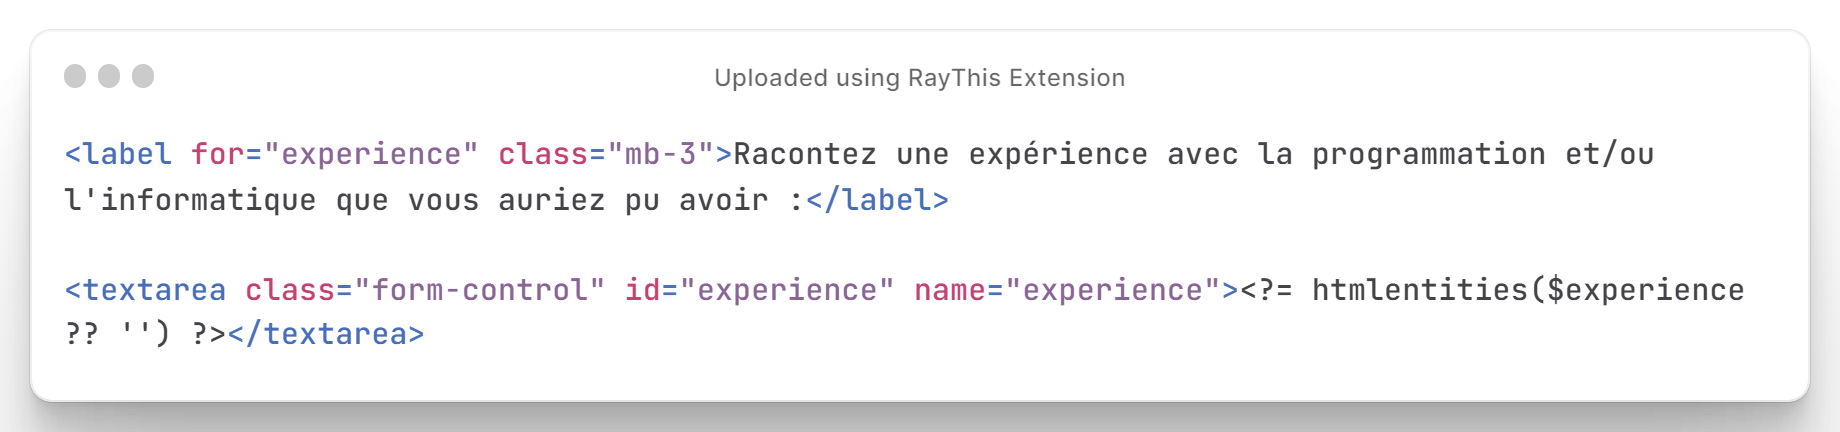 Uploaded using RayThis Extension
<label for="experience" class="mb-3">Racontez une expérience avec la programmation et/ou
l'informatique que vous auriez pu avoir :</label>
<textarea class="form-control" id="experience" name="experience"><?= htmlentities($experience
?? '') ?></textarea>